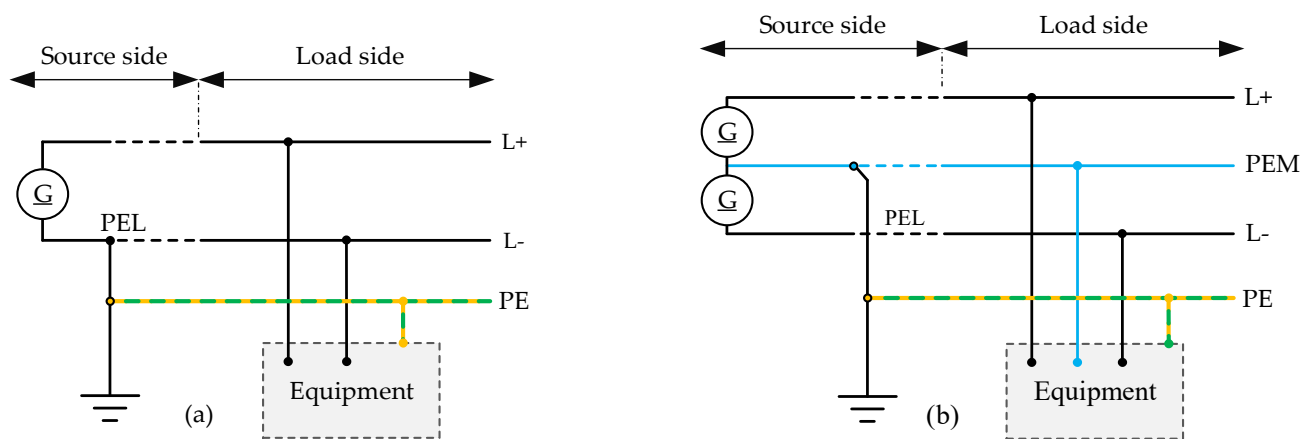 Source side
Load side
L+
G
PEL
L-
PE
Equipment
(a)
Source side
Load side
L+
G
PEM
G
PEL
L-
PE
Equipment
(b)